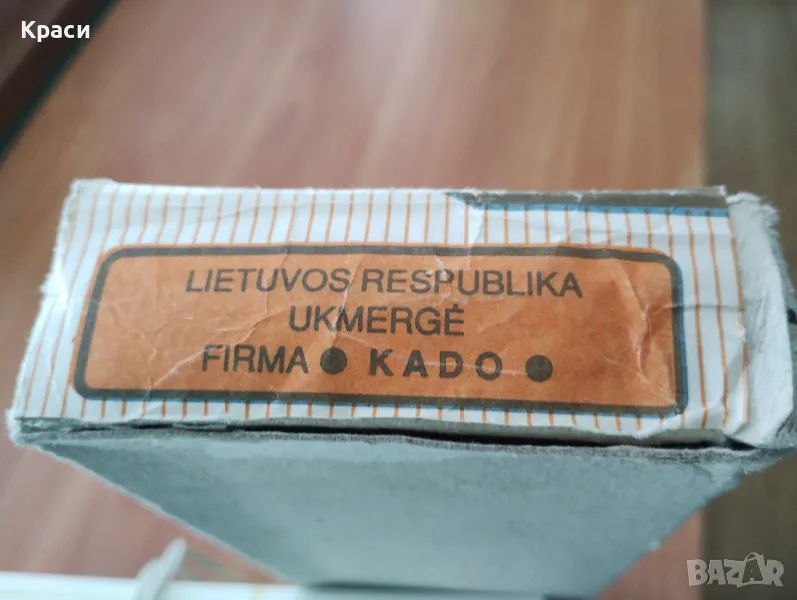 Краси
LIETUVOS RESPUBLIKA
UKMERGĖ
FIRMA ● KADO ●
BAZAR